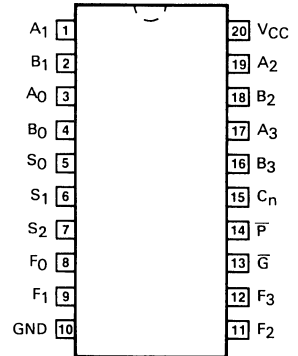 A1 1 20 VCC
B1 2 19 A2
A0 3 18 B2
B0 4 17 A3
S0 5 16 B3
S1 6 15 Cn
S2 7 14 P̅
F0 8 13 G̅
F1 9 12 F3
GND 10 11 F2